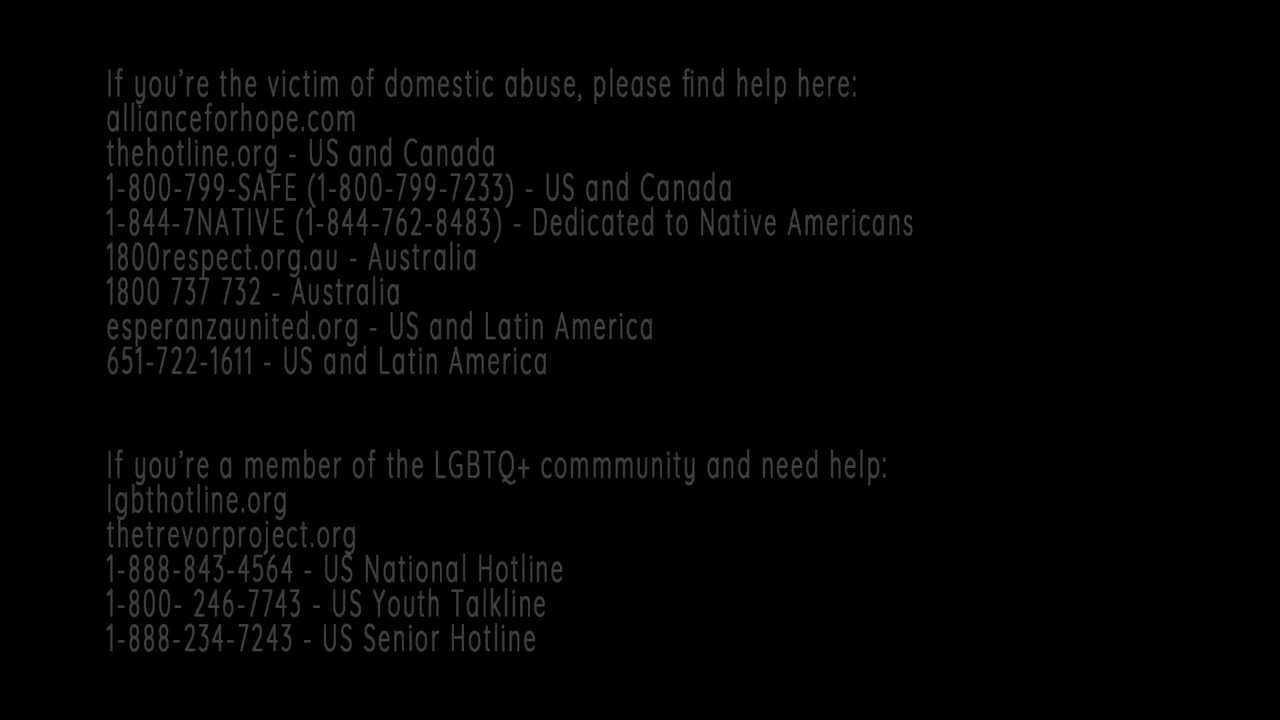 If you're the victim of domestic abuse, please find help here:
allianceforhope.com
thehotline.org - US and Canada
1-800-799-SAFE (1-800-799-7233) - US and Canada
1-844-7NATIVE (1-844-762-8483) - Dedicated to Native Americans
1800respect.org.au - Australia
1800 737 732 - Australia
esperanzaunited.org - US and Latin America
651-722-1611 - US and Latin America
If you're a member of the LGBTQ+ commmunity and need help:
lgbthotline.org
thetrevorproject.org
1-888-843-4564 - US National Hotline
1-800- 246-7743 - US Youth Talkline
1-888-234-7243 - US Senior Hotline